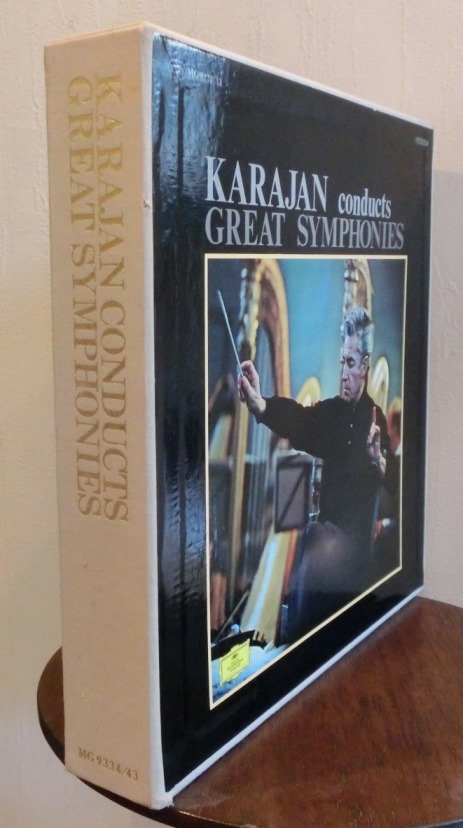 KARAJAN CONDUCTS
GREAT SYMPHONIES
MG 9334/43
KARAJAN conducts
GREAT SYMPHONIES